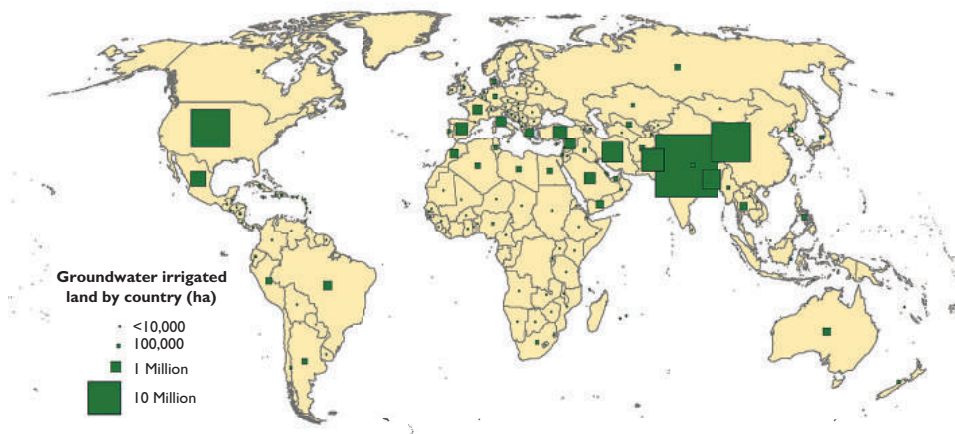 Groundwater irrigated
land by country (ha)
<10,000
100,000
1 Million
10 Million